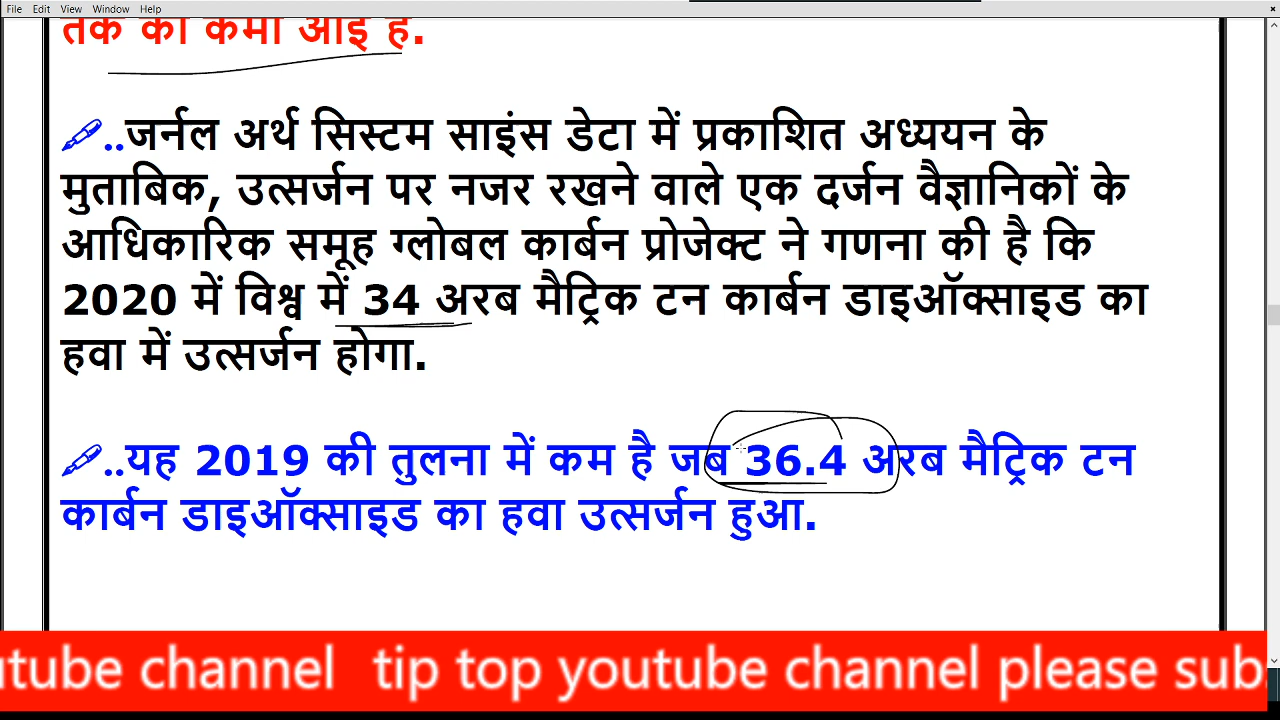 File Edit View Window Help
तक की कमी आई है.
..जर्नल अर्थ सिस्टम साइंस डेटा में प्रकाशित अध्ययन के
मुताबिक, उत्सर्जन पर नजर रखने वाले एक दर्जन वैज्ञानिकों के
आधिकारिक समूह ग्लोबल कार्बन प्रोजेक्ट ने गणना की है कि
2020 में विश्व में 34 अरब मैट्रिक टन कार्बन डाइऑक्साइड का
हवा में उत्सर्जन होगा.
..यह 2019 की तुलना में कम है जब 36.4 अरब मैट्रिक टन
कार्बन डाइऑक्साइड का हवा उत्सर्जन हुआ.
utube channel tip top youtube channel please sub